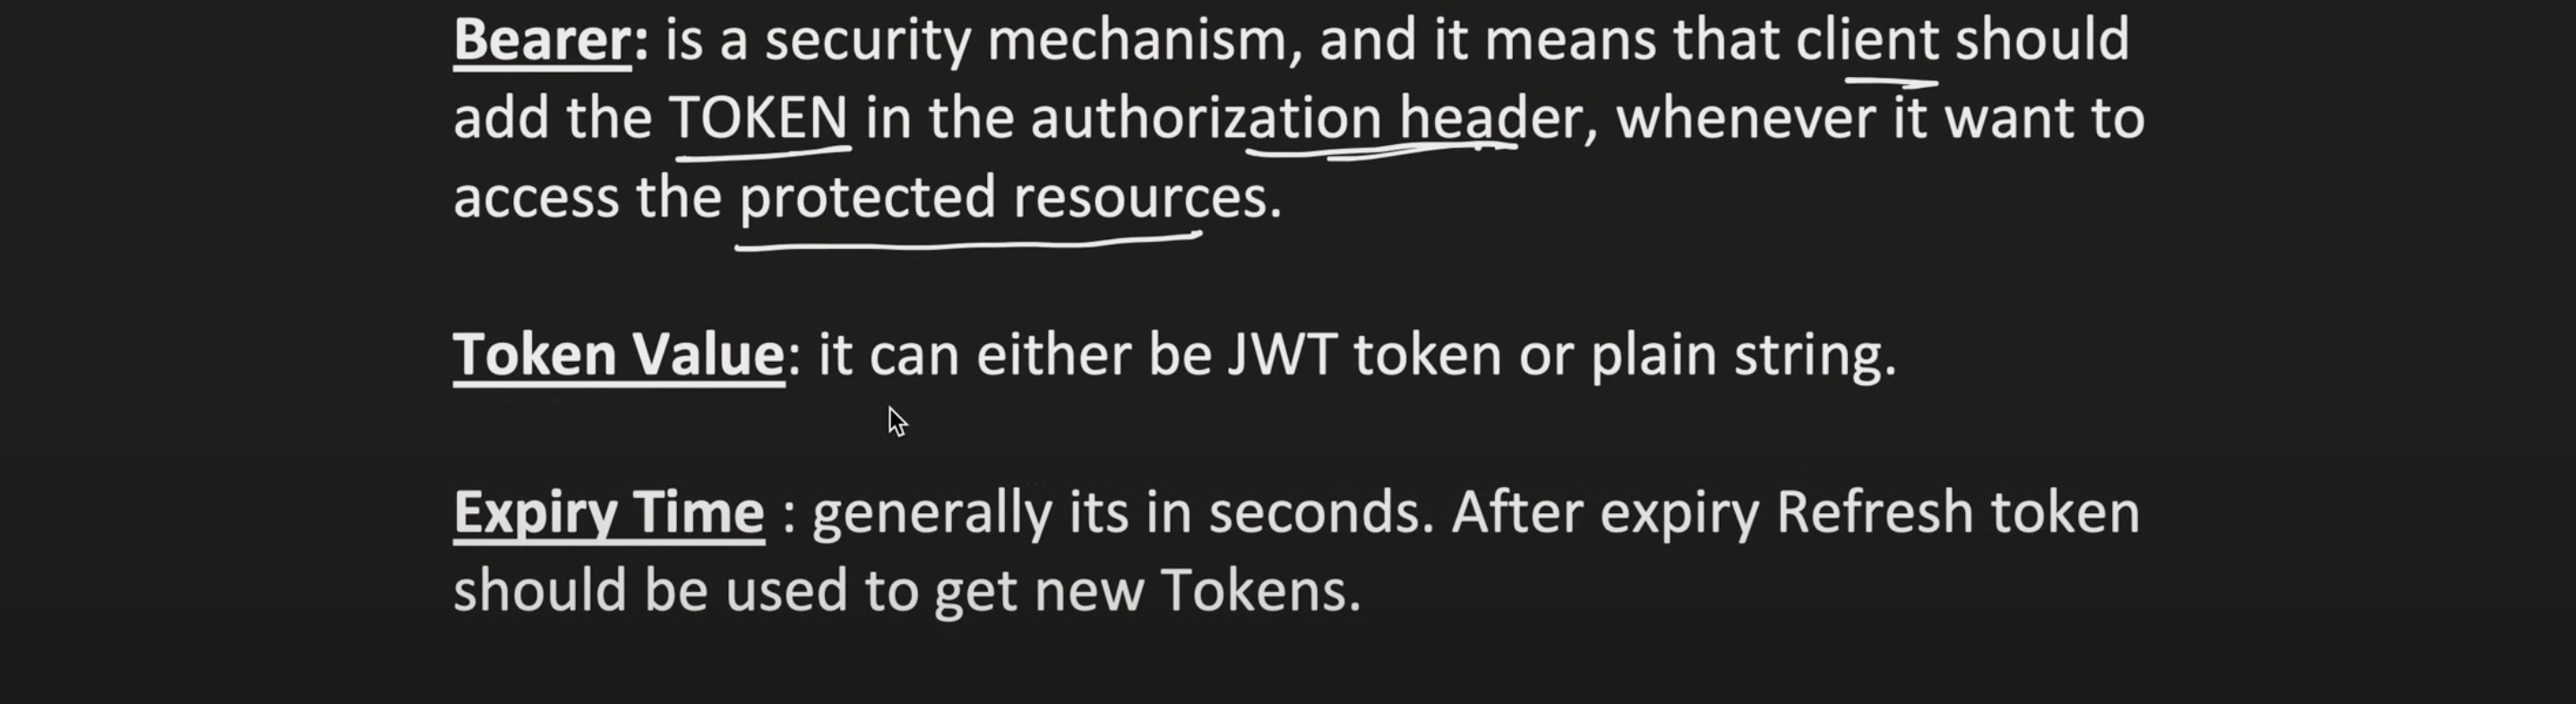 Bearer: is a security mechanism, and it means that client should
add the TOKEN in the authorization header, whenever it want to
access the protected resources.
Token Value: it can either be JWT token or plain string.
Expiry Time : generally its in seconds. After expiry Refresh token
should be used to get new Tokens.